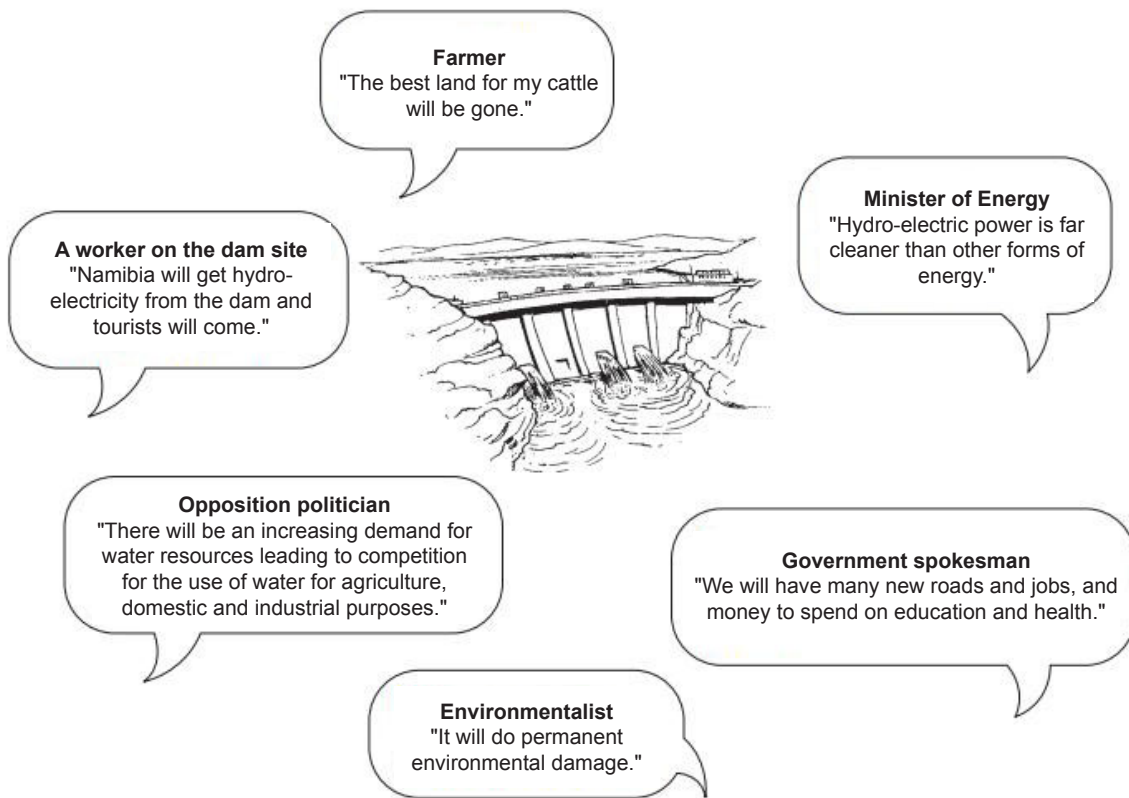 Farmer
"The best land for my cattle
will be gone."
Minister of Energy
"Hydro-electric power is far
cleaner than other forms of
energy."
A worker on the dam site
"Namibia will get hydro-
electricity from the dam and
tourists will come."
Opposition politician
"There will be an increasing demand for
water resources leading to competition
for the use of water for agriculture,
domestic and industrial purposes."
Government spokesman
"We will have many new roads and jobs, and
money to spend on education and health."
Environmentalist
"It will do permanent
environmental damage."